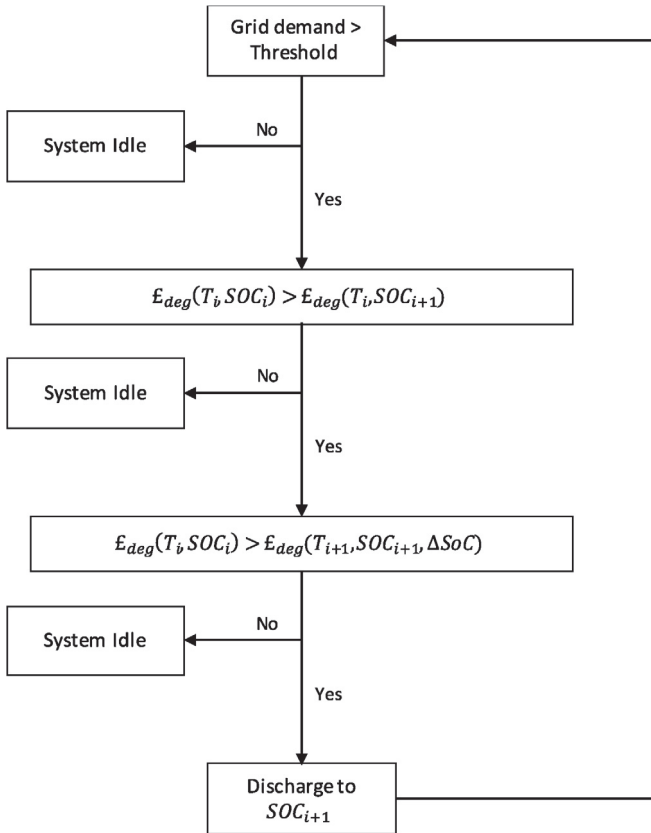 Grid demand >
Threshold
No
System Idle
Yes
£deg(Ti, SOCi) > £deg(Ti, SOCi+1)
No
System Idle
Yes
£deg(Ti, SOCi) > £deg(Ti+1, SOCi+1, ΔSoC)
No
System Idle
Yes
Discharge to
SOCi+1